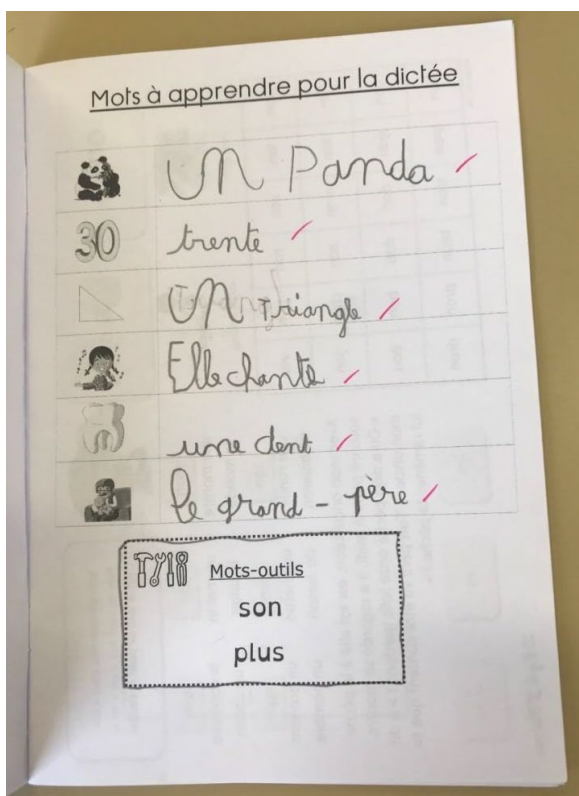 Mots à apprendre pour la dictée
UN Panda
30 trente
UN Triangle
Elle chante
une dent
le grand-père
Mots-outils
son
plus